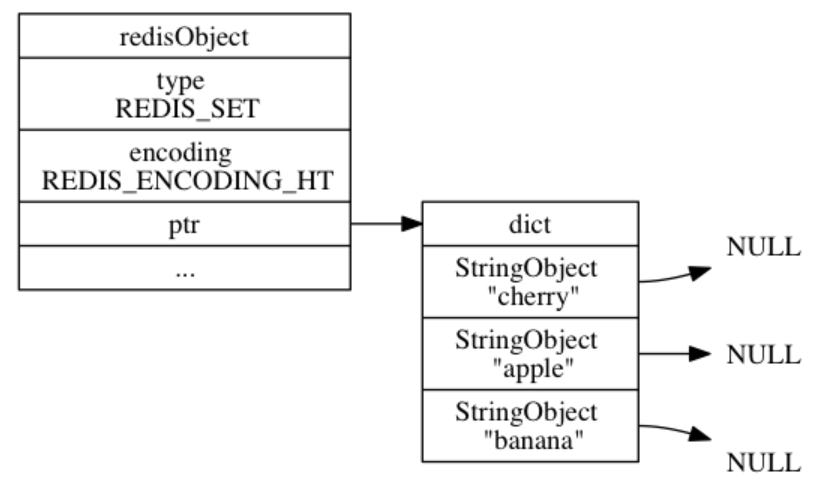 redisObject
type
REDIS_SET
encoding
REDIS_ENCODING_HT
ptr
...
dict
StringObject
"cherry"
StringObject
"apple"
StringObject
"banana"
NULL
NULL
NULL